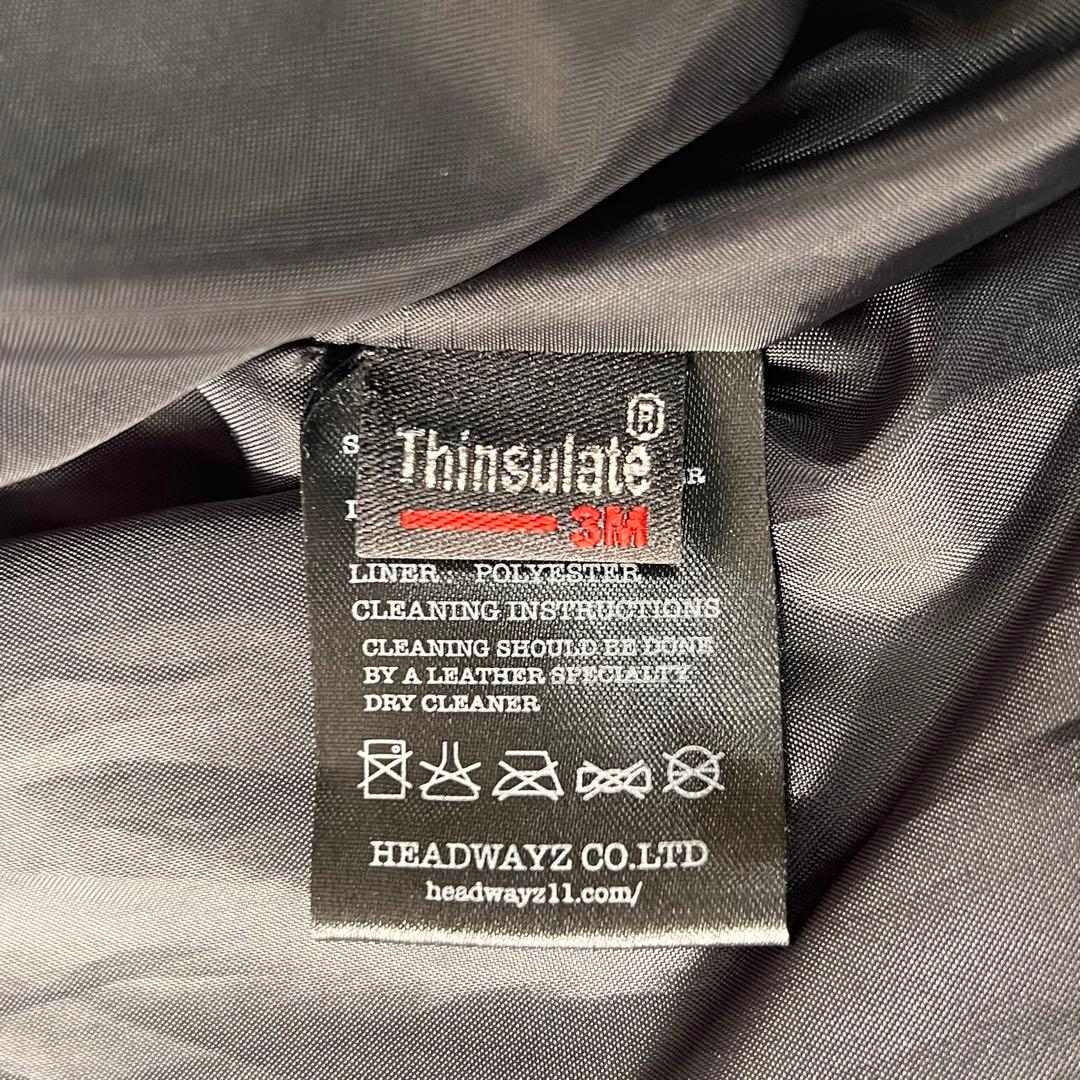 Thinsulate®
3M
LINER : POLYESTER
CLEANING INSTRUCTIONS
CLEANING SHOULD BE DONE
BY A LEATHER SPECIALTY
DRY CLEANER
HEADWAYZ CO.LTD
headwayz11.com/